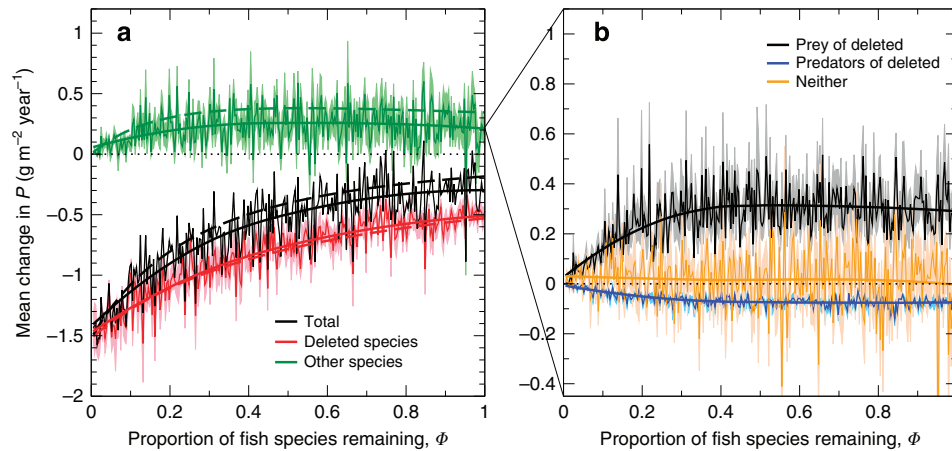 a
Mean change in P (g m⁻² year⁻¹)
1
0.5
0
−0.5
−1
−1.5
−2
Total
Deleted species
Other species
0 0.2 0.4 0.6 0.8 1
Proportion of fish species remaining, Φ
b
1
0.8
0.6
0.4
0.2
0
−0.2
−0.4
Prey of deleted
Predators of deleted
Neither
0 0.2 0.4 0.6 0.8
Proportion of fish species remaining, Φ